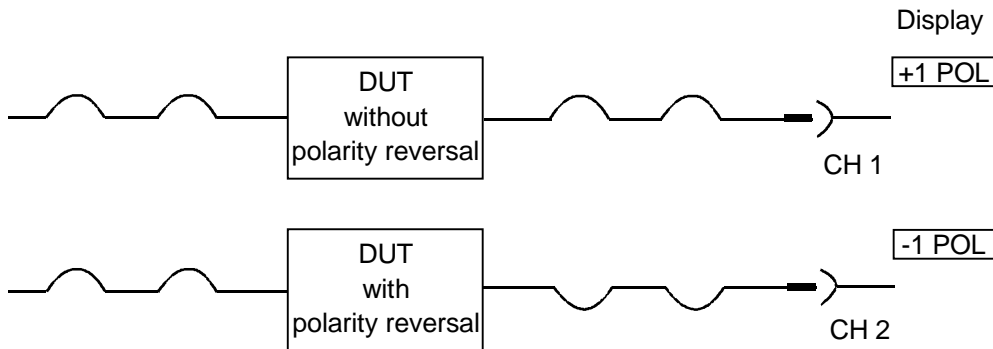 Display
+1 POL
DUT
without
polarity reversal
CH 1
-1 POL
DUT
with
polarity reversal
CH 2